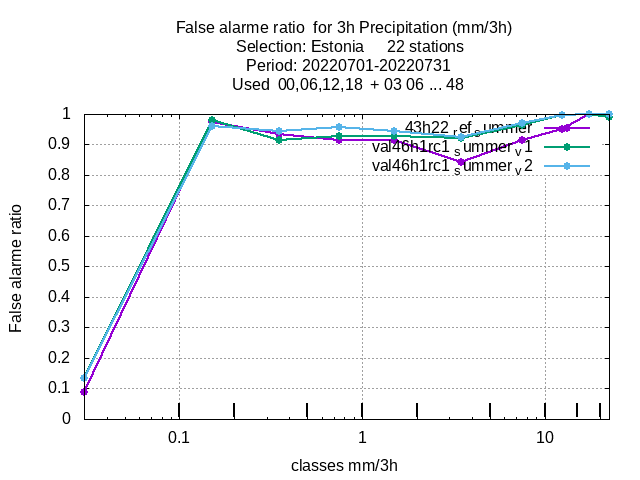 False alarme ratio  for 3h Precipitation (mm/3h)
Selection: Estonia     22 stations
Period: 20220701-20220731
Used  00,06,12,18  + 03 06 ... 48
1
0.9
0.8
0.7
0.6
0.5
0.4
0.3
0.2
0.1
0
False alarme ratio
43h22 ref summer
val46h1rc1 summer v1
val46h1rc1 summer v2
0.1
1
10
classes mm/3h